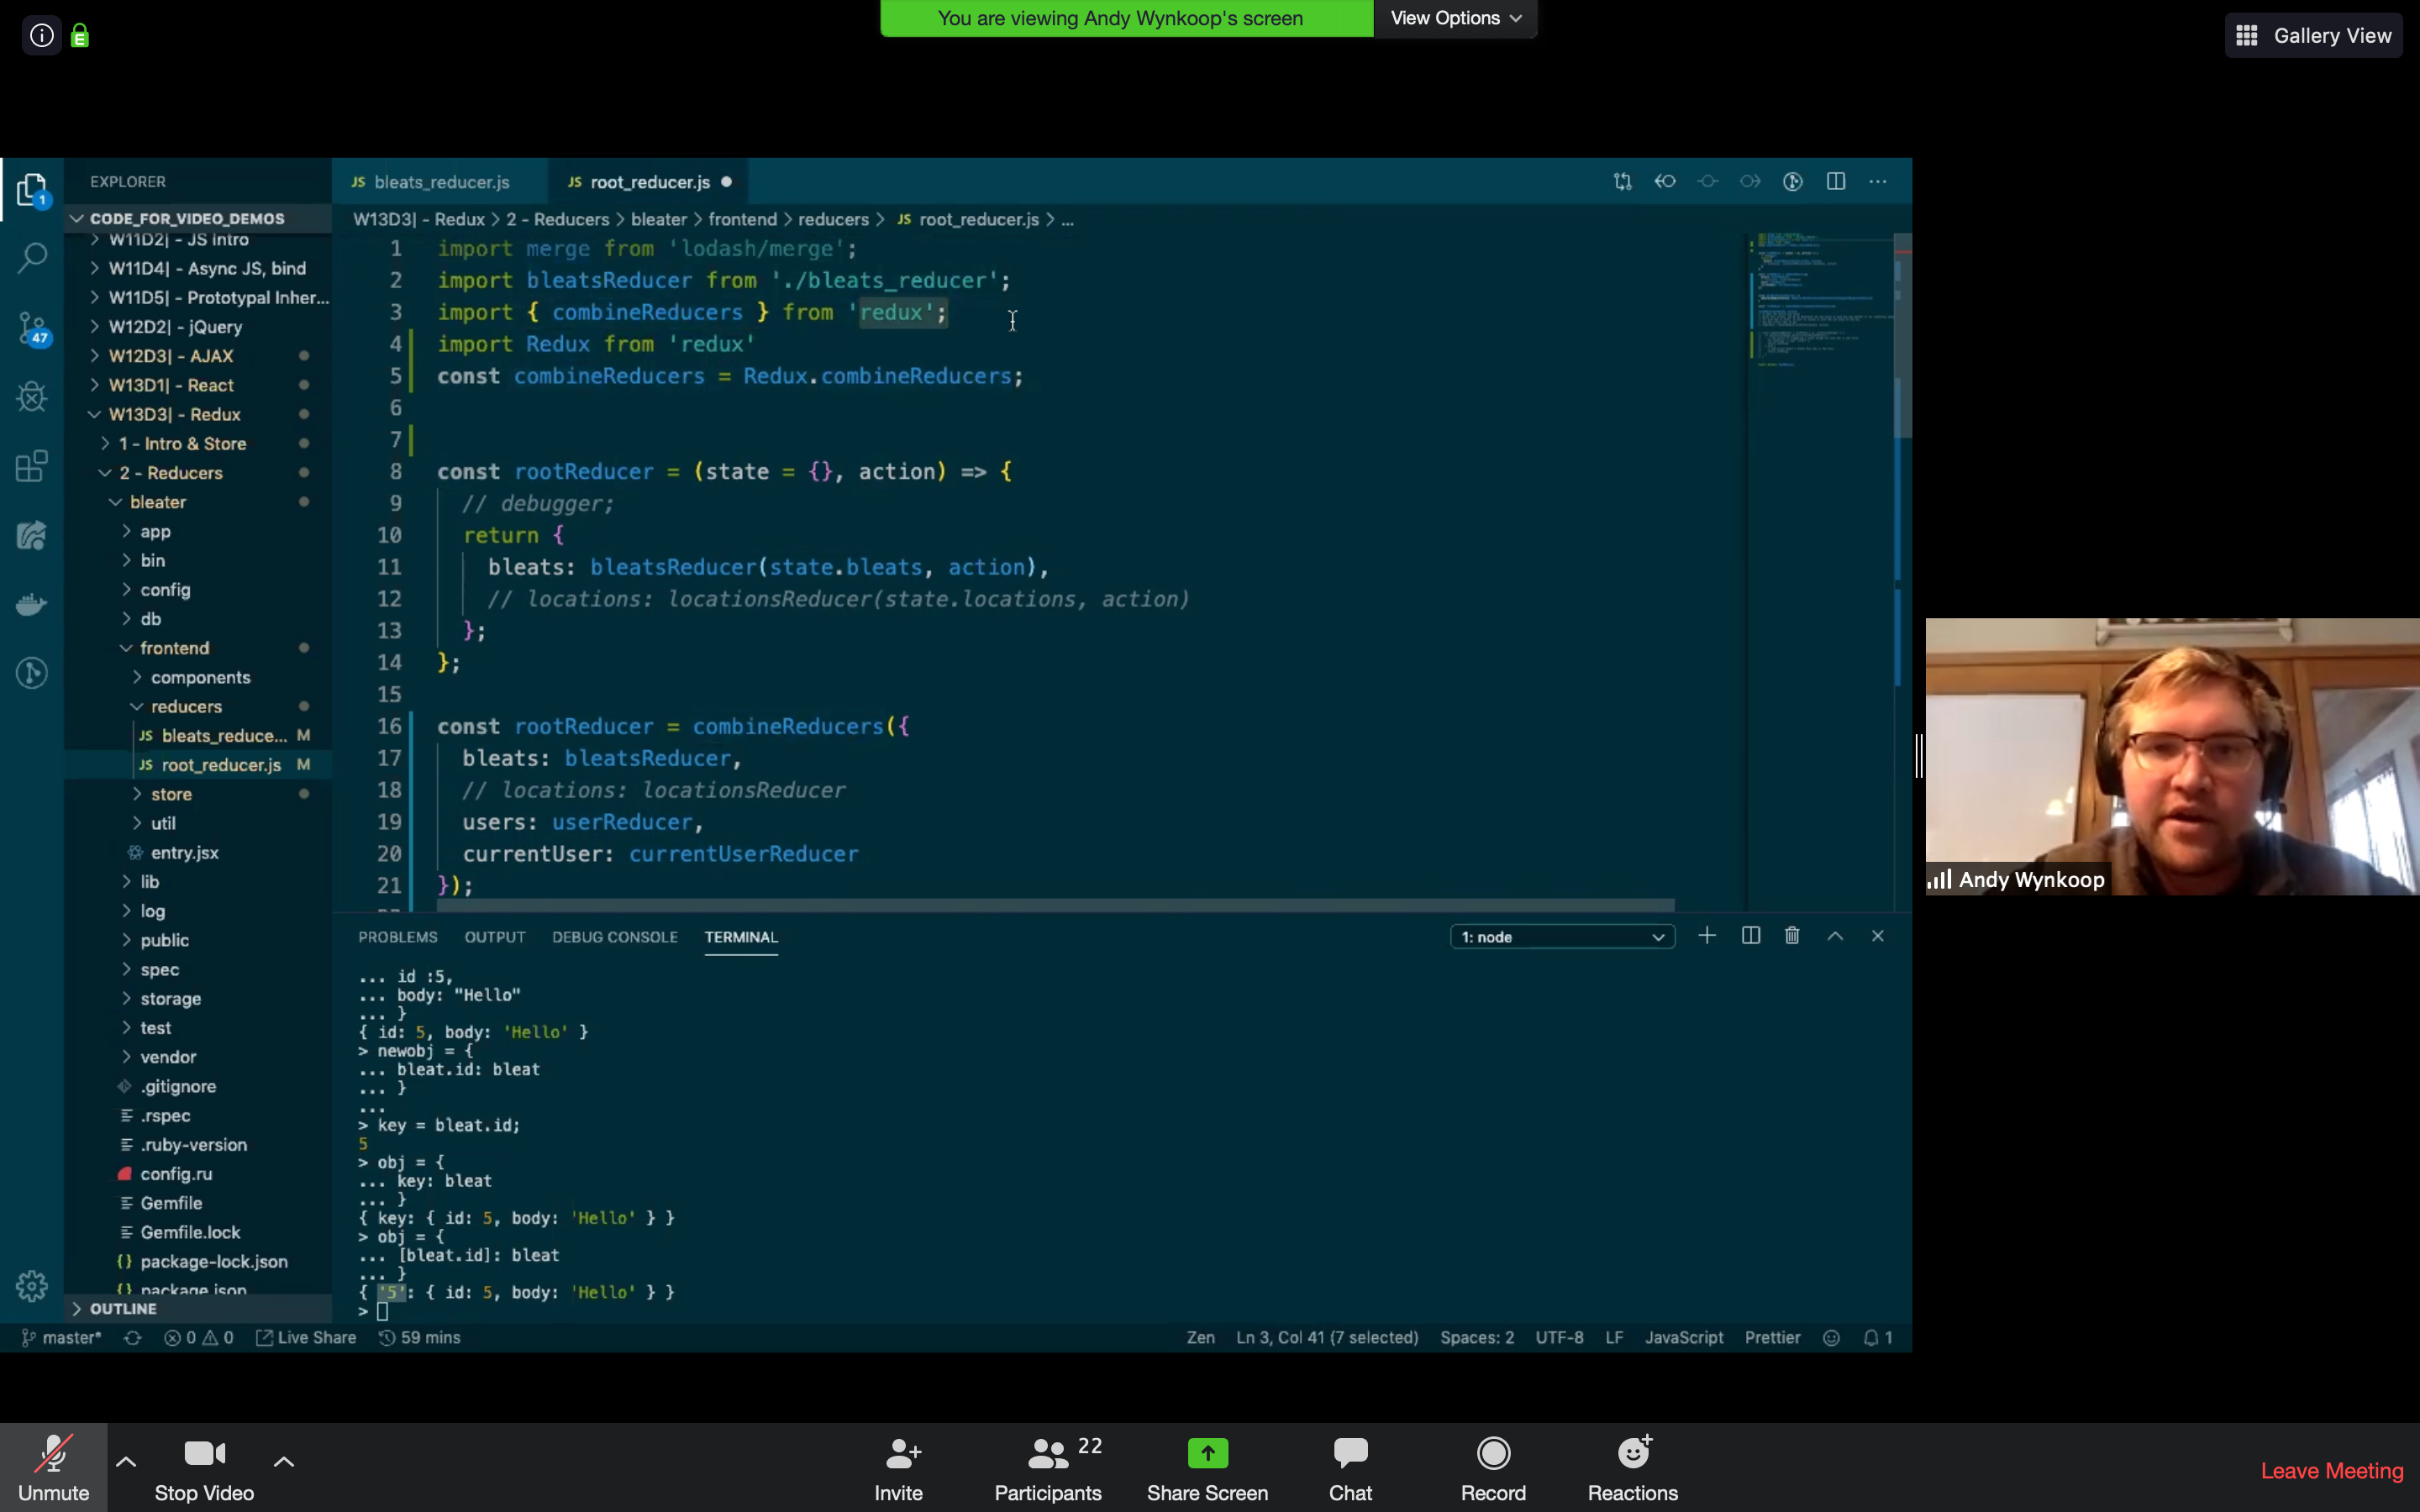 You are viewing Andy Wynkoop's screen
View Options
Gallery View
1
47
EXPLORER
CODE_FOR_VIDEO_DEMOS
W11D2| - JS Intro
W11D4| - Async JS, bind
W11D5| - Prototypal Inher...
W12D2| - jQuery
W12D3| - AJAX
W13D1| - React
W13D3| - Redux
1 - Intro & Store
2 - Reducers
bleater
app
bin
config
db
frontend
components
reducers
JS bleats_reduce... M
JS root_reducer.js M
store
util
entry.jsx
lib
log
public
spec
storage
test
vendor
.gitignore
.rspec
.ruby-version
config.ru
Gemfile
Gemfile.lock
{} package-lock.json
{} package.json
OUTLINE
JS bleats_reducer.js
JS root_reducer.js
W13D3| - Redux > 2 - Reducers > bleater > frontend > reducers > JS root_reducer.js > ...
1 import merge from 'lodash/merge';
2 import bleatsReducer from './bleats_reducer';
3 import { combineReducers } from 'redux';
4 import Redux from 'redux'
5 const combineReducers = Redux.combineReducers;
6
7
8 const rootReducer = (state = {}, action) => {
9 // debugger;
10 return {
11 bleats: bleatsReducer(state.bleats, action),
12 // locations: locationsReducer(state.locations, action)
13 };
14 };
15
16 const rootReducer = combineReducers({
17 bleats: bleatsReducer,
18 // locations: locationsReducer
19 users: userReducer,
20 currentUser: currentUserReducer
21 });
PROBLEMS OUTPUT DEBUG CONSOLE TERMINAL
1: node
... id :5,
... body: "Hello"
... }
{ id: 5, body: 'Hello' }
> newobj = {
... bleat.id: bleat
... }
...
> key = bleat.id;
5
> obj = {
... key: bleat
... }
{ key: { id: 5, body: 'Hello' } }
> obj = {
... [bleat.id]: bleat
... }
{ '5': { id: 5, body: 'Hello' } }
>
master* 0 0 Live Share 59 mins
Zen Ln 3, Col 41 (7 selected) Spaces: 2 UTF-8 LF JavaScript Prettier 1
Andy Wynkoop
Unmute
Stop Video
Invite
Participants 22
Share Screen
Chat
Record
Reactions
Leave Meeting